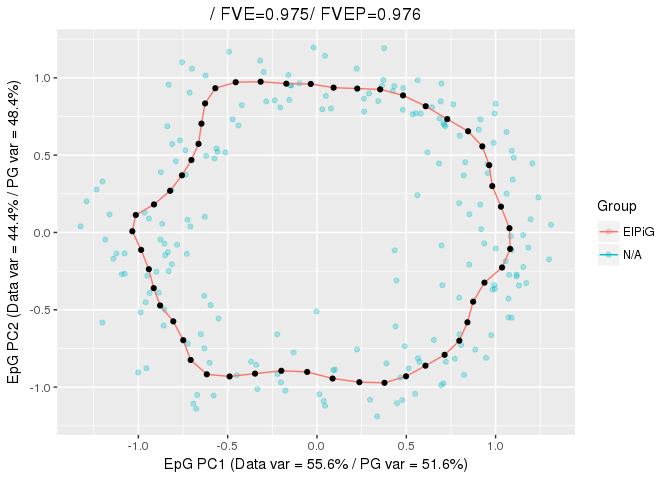 / FVE=0.975/ FVEP=0.976
EpG PC2 (Data var = 44.4% / PG var = 48.4%)
1.0
0.5
0.0
-0.5
-1.0
-1.0 -0.5 0.0 0.5 1.0
EpG PC1 (Data var = 55.6% / PG var = 51.6%)
Group
ElPiG
N/A